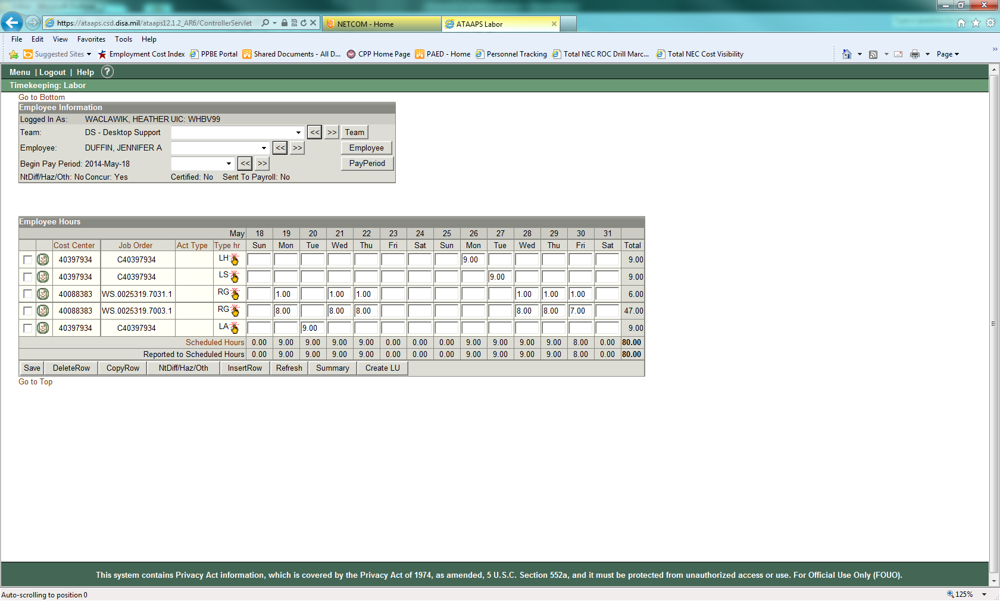 https://ataaps.csd.disa.mil/ataaps12.1.2_AR6/ControllerServlet
NETCOM - Home
ATAAPS Labor
File Edit View Favorites Tools Help
Suggested Sites Employment Cost Index PPBE Portal Shared Documents - All D... CPP Home Page PAED - Home Personnel Tracking Total NEC ROC Drill Marc... Total NEC Cost Visibility Page
Menu | Logout | Help ?
Timekeeping: Labor
Go to Bottom
Employee Information
Logged In As: WACLAWIK, HEATHER UIC: WHBV99
Team: DS - Desktop Support << >> Team
Employee: DUFFIN, JENNIFER A << >> Employee
Begin Pay Period: 2014-May-18 << >> PayPeriod
NtDiff/Haz/Oth: No Concur: Yes Certified: No Sent To Payroll: No
Employee Hours
May 18 19 20 21 22 23 24 25 26 27 28 29 30 31
Cost Center Job Order Act Type Type hr Sun Mon Tue Wed Thu Fri Sat Sun Mon Tue Wed Thu Fri Sat Total
40397934 C40397934 LH 9.00 9.00
40397934 C40397934 LS 9.00 9.00
40088383 WS.0025319.7031.1 RG 1.00 1.00 1.00 1.00 1.00 1.00 6.00
40088383 WS.0025319.7003.1 RG 8.00 8.00 8.00 8.00 8.00 7.00 47.00
40397934 C40397934 LA 9.00 9.00
Scheduled Hours 0.00 9.00 9.00 9.00 9.00 0.00 0.00 0.00 9.00 9.00 9.00 9.00 8.00 0.00 80.00
Reported to Scheduled Hours 0.00 9.00 9.00 9.00 9.00 0.00 0.00 0.00 9.00 9.00 9.00 9.00 8.00 0.00 80.00
Save DeleteRow CopyRow NtDiff/Haz/Oth InsertRow Refresh Summary Create LU
Go to Top
This system contains Privacy Act information, which is covered by the Privacy Act of 1974, as amended, 5 U.S.C. Section 552a, and it must be protected from unauthorized access or use. For Official Use Only (FOUO).
Auto-scrolling to position 0
125%